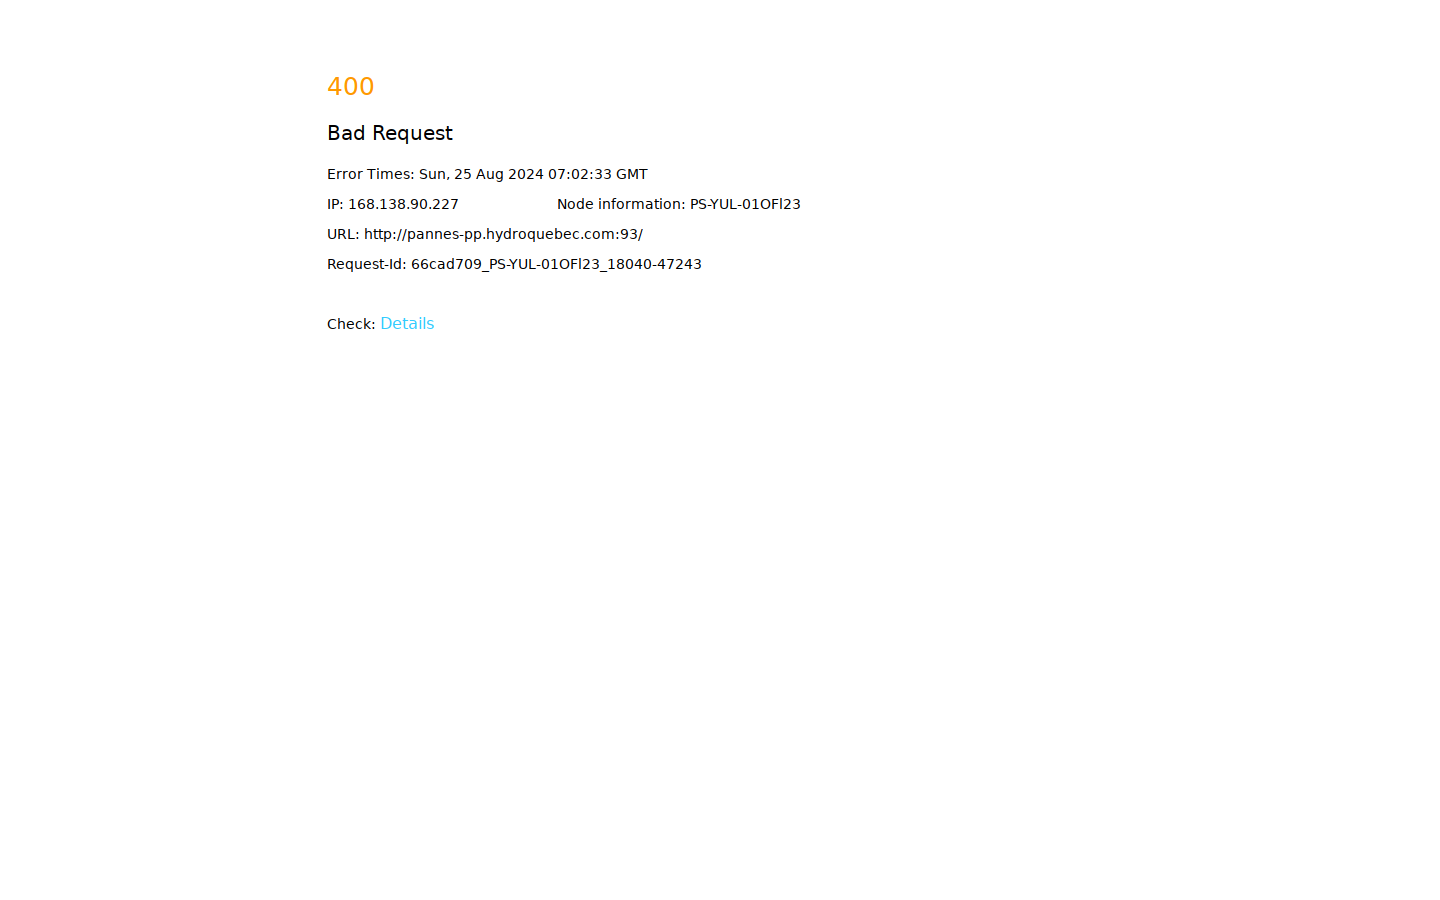 400
Bad Request
Error Times: Sun, 25 Aug 2024 07:02:33 GMT
IP: 168.138.90.227 Node information: PS-YUL-01OFl23
URL: http://pannes-pp.hydroquebec.com:93/
Request-Id: 66cad709_PS-YUL-01OFl23_18040-47243
Check: Details